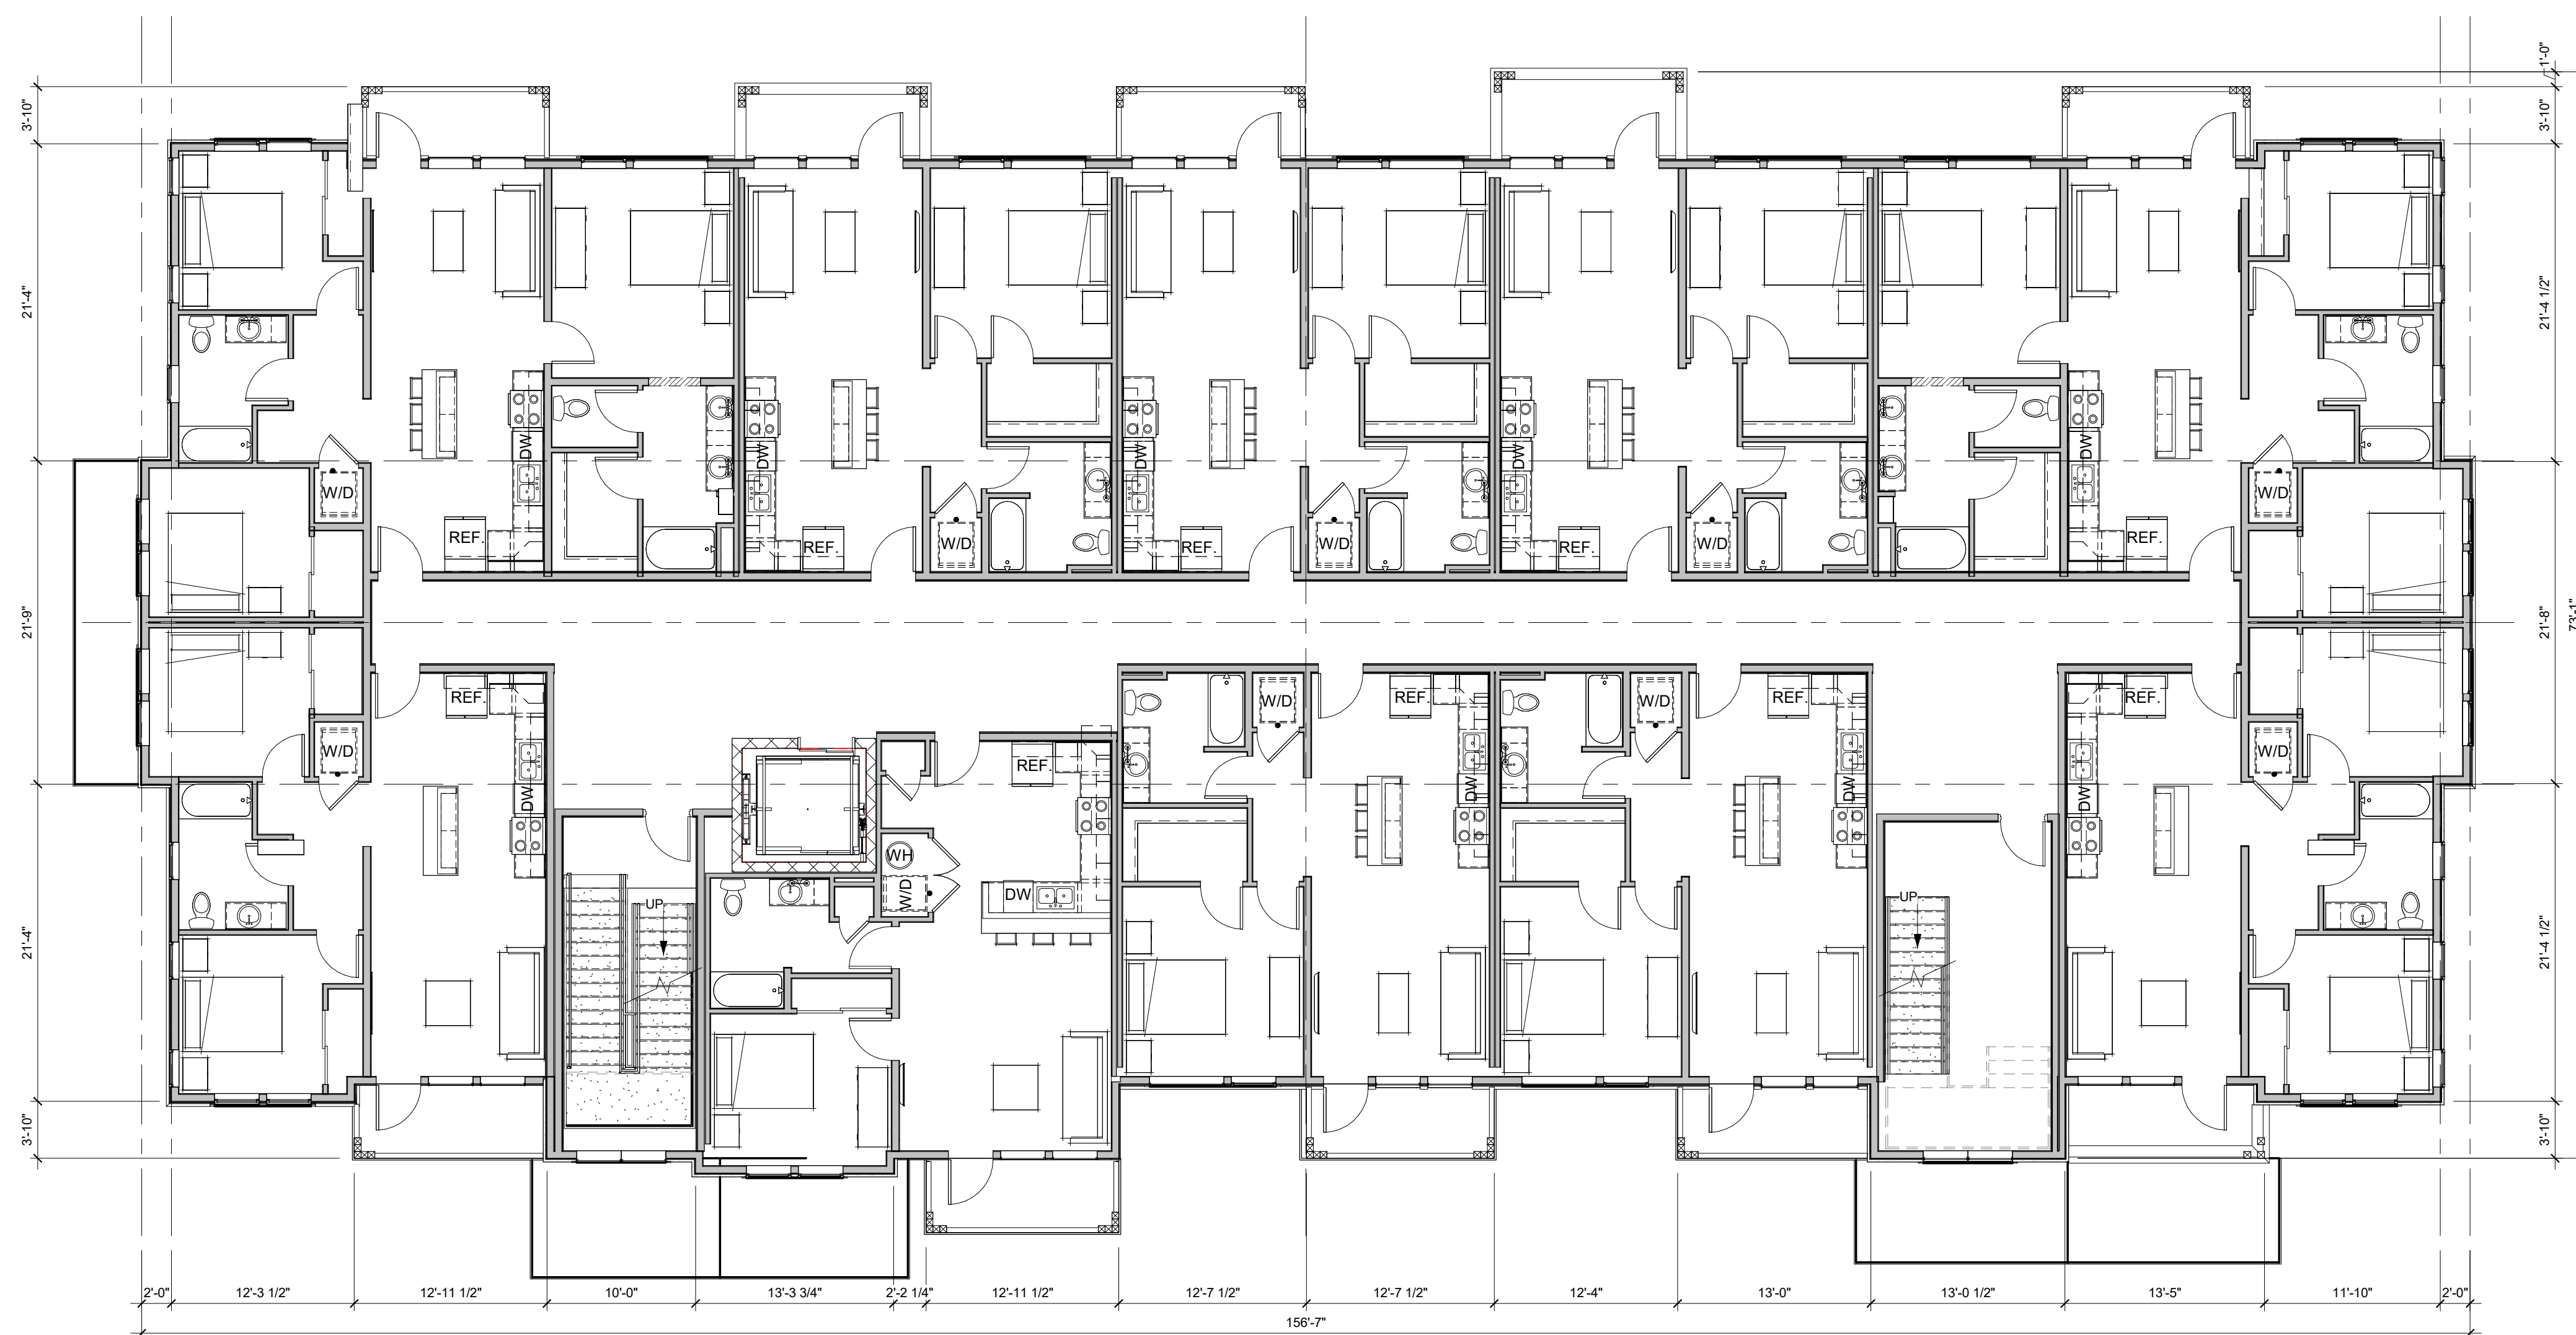 1'-0"
3'-10"
3'-10"
21'-4"
21'-4 1/2"
DW
DW
DW
DW
DW
W/D
W/D
REF.
REF.
W/D
REF.
W/D
REF.
W/D
REF.
21'-9"
21'-8"
73'-1"
REF.
W/D
REF.
W/D
REF.
REF.
W/D
REF.
W/D
DW
DW
DW
DW
WH
W/D
DW
UP
UP
21'-4"
21'-4 1/2"
3'-10"
3'-10"
2'-0"
12'-3 1/2"
12'-11 1/2"
10'-0"
13'-3 3/4"
2'-2 1/4"
12'-11 1/2"
12'-7 1/2"
12'-7 1/2"
12'-4"
13'-0"
13'-0 1/2"
13'-5"
11'-10"
2'-0"
156'-7"